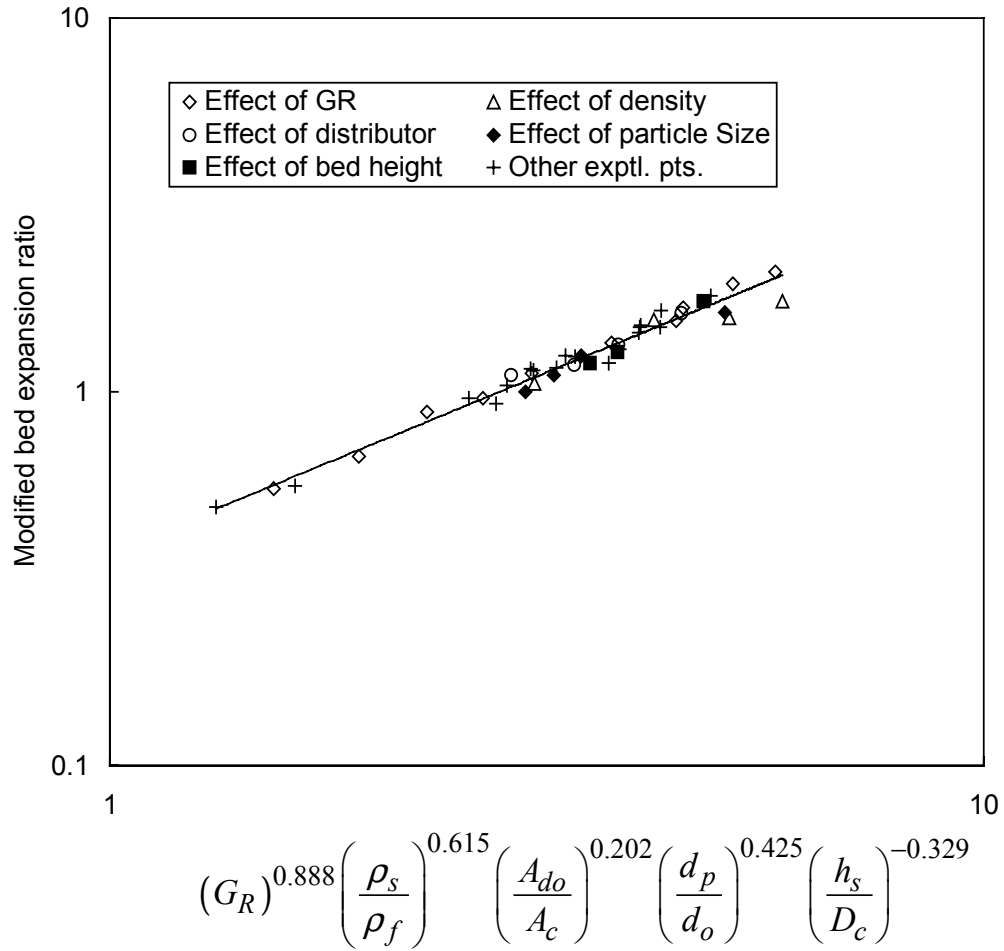 10
Effect of GR Effect of density
Effect of distributor Effect of particle Size
Effect of bed height Other exptl. pts.
Modified bed expansion ratio
1
0.1
1 10
(G_R)^{0.888} (ρ_s/ρ_f)^{0.615} (A_{do}/A_c)^{0.202} (d_p/d_o)^{0.425} (h_s/D_c)^{−0.329}